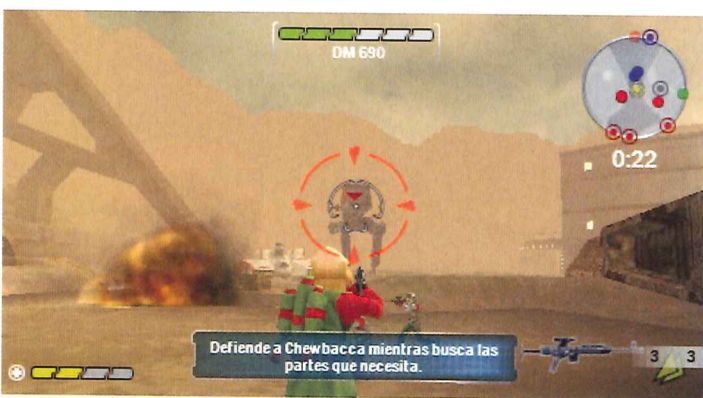 DM 690
0:22
Defiende a Chewbacca mientras busca las
partes que necesita.
3 3